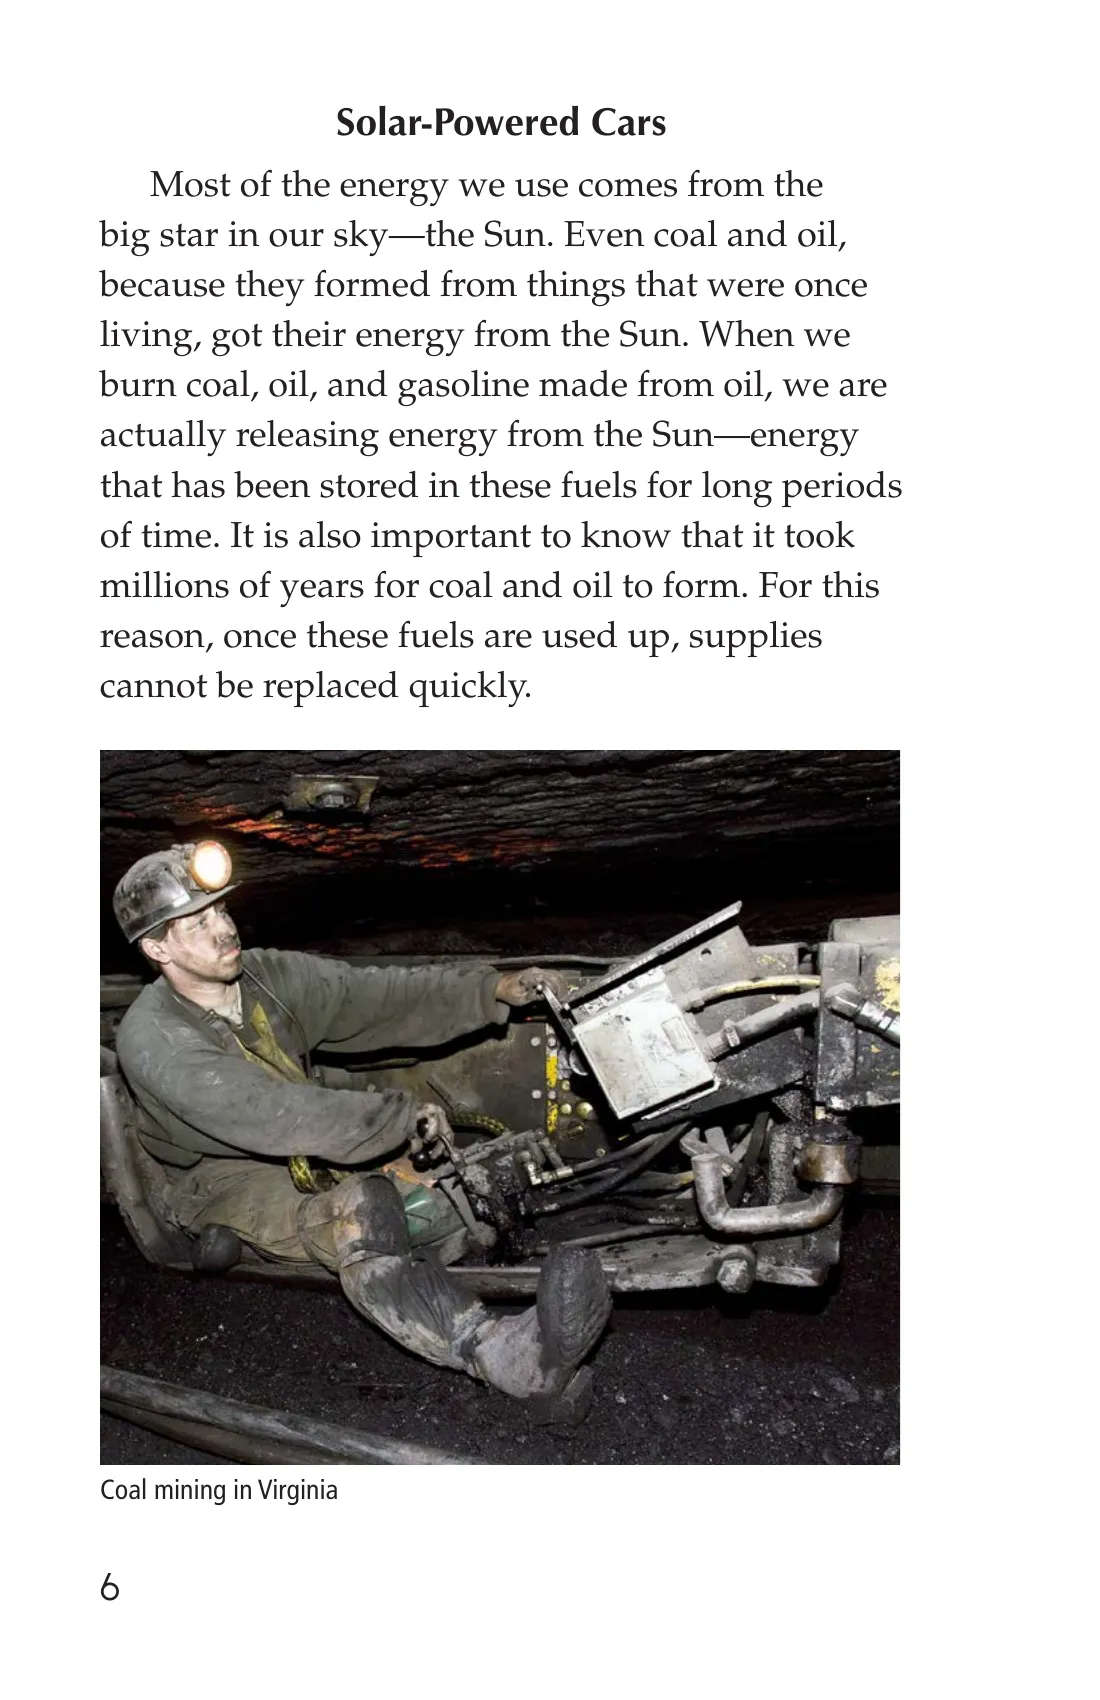 Solar-Powered Cars
Most of the energy we use comes from the
big star in our sky—the Sun. Even coal and oil,
because they formed from things that were once
living, got their energy from the Sun. When we
burn coal, oil, and gasoline made from oil, we are
actually releasing energy from the Sun—energy
that has been stored in these fuels for long periods
of time. It is also important to know that it took
millions of years for coal and oil to form. For this
reason, once these fuels are used up, supplies
cannot be replaced quickly.
Coal mining in Virginia
6